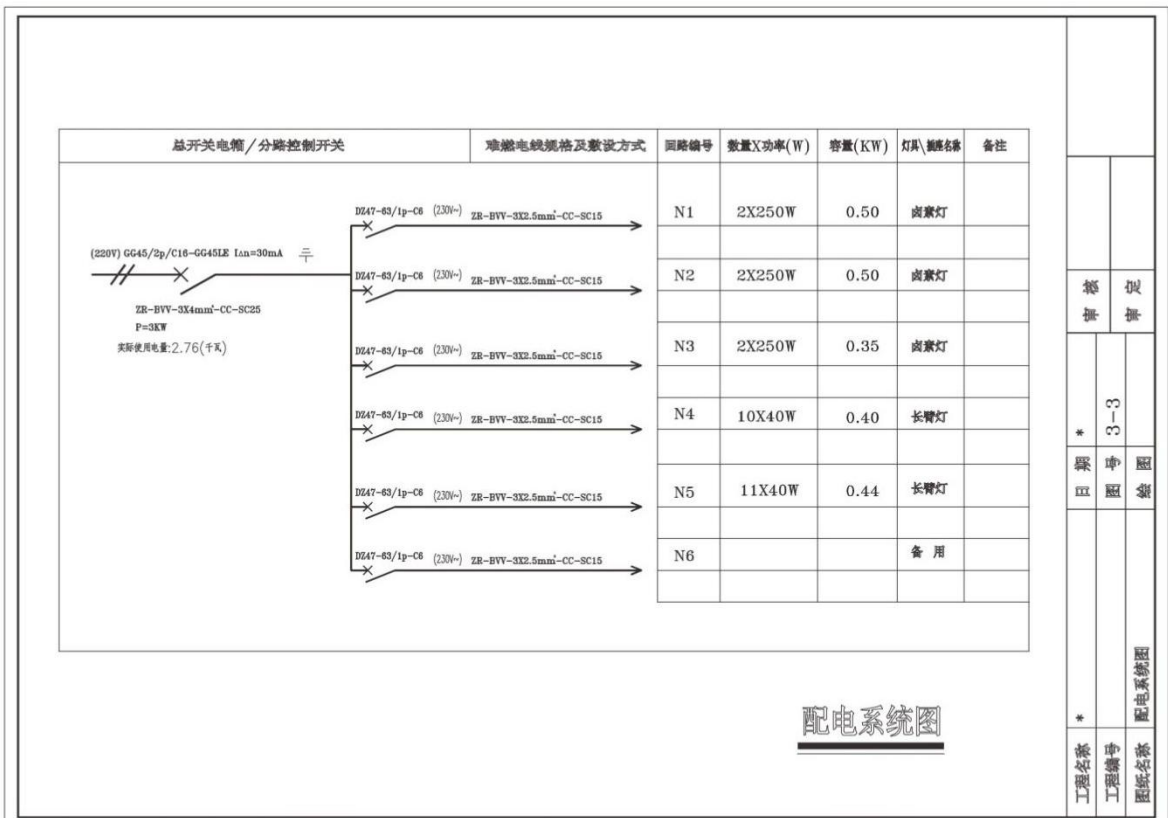 总开关电箱/分路控制开关 难燃电线规格及敷设方式 回路编号 数量X功率(W) 容量(KW) 灯具\插座名称 备注
DZ47-63/1p-C6 (230V~) ZR-BVV-3X2.5mm²-CC-SC15 N1 2X250W 0.50 卤素灯
(220V) GG45/2p/C16-GG45LE I△n=30mA
DZ47-63/1p-C6 (230V~) ZR-BVV-3X2.5mm²-CC-SC15 N2 2X250W 0.50 卤素灯
ZR-BVV-3X4mm²-CC-SC25
P=3KW
实际使用电量:2.76(千瓦)
DZ47-63/1p-C6 (230V~) ZR-BVV-3X2.5mm²-CC-SC15 N3 2X250W 0.35 卤素灯
DZ47-63/1p-C6 (230V~) ZR-BVV-3X2.5mm²-CC-SC15 N4 10X40W 0.40 长臂灯
DZ47-63/1p-C6 (230V~) ZR-BVV-3X2.5mm²-CC-SC15 N5 11X40W 0.44 长臂灯
DZ47-63/1p-C6 (230V~) ZR-BVV-3X2.5mm²-CC-SC15 N6 备 用
配电系统图
工程名称 * 日 期 * 审 核
工程编号 图 号 3-3 审 定
图纸名称 配电系统图 绘 图